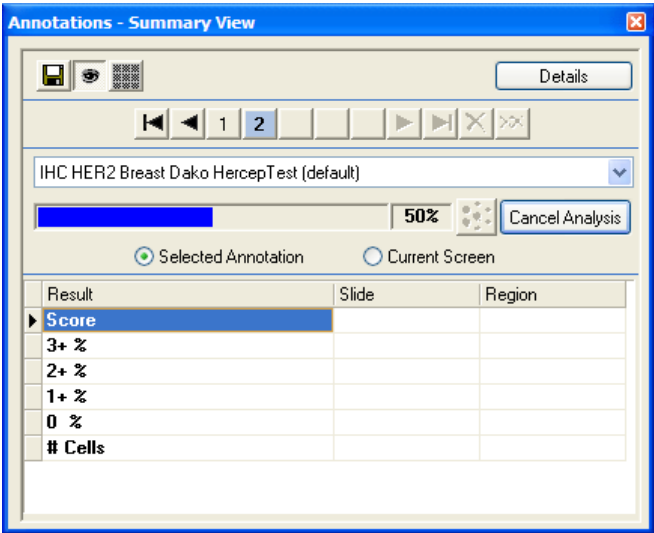 Annotations - Summary View
Details
1 2
IHC HER2 Breast Dako HercepTest (default)
50% Cancel Analysis
Selected Annotation Current Screen
Result Slide Region
Score
3+ %
2+ %
1+ %
0 %
# Cells